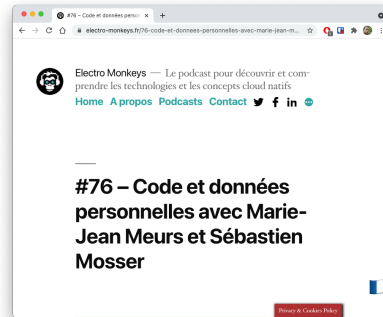 #76 – Code et données person
electro-monkeys.fr/76-code-et-donnees-personnelles-avec-marie-jean-m...
Electro Monkeys — Le podcast pour découvrir et com-
prendre les technologies et les concepts cloud natifs
Home A propos Podcasts Contact
#76 – Code et données
personnelles avec Marie-
Jean Meurs et Sébastien
Mosser
Privacy & Cookies Policy